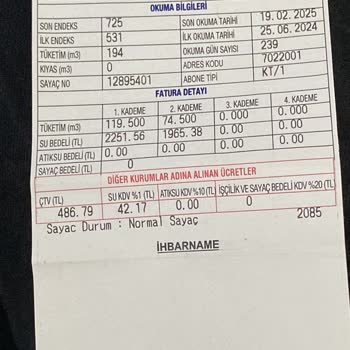 OKUMA BİLGİLERİ
SON ENDEKS 725 SON OKUMA TARİHİ 19. 02. 2025
İLK ENDEKS 531 İLK OKUMA TARİHİ 25. 06. 2024
TÜKETİM (m3) 194 OKUMA GÜN SAYISI 239
KIYAS (m3) 0 ADRES KODU 7022001
SAYAÇ NO 12895401 ABONE TİPİ KT/1
FATURA DETAYI
1. KADEME 2. KADEME 3. KADEME 4. KADEME
TÜKETİM (m3) 119. 500 74. 500 0. 000 0. 000
SU BEDELİ (TL) 2251. 56 1965. 38 0. 00 0. 00
ATIKSU BEDELİ (TL) 0. 00 0. 00
SAYAÇ BEDELİ (TL) 0
DİĞER KURUMLAR ADINA ALINAN ÜCRETLER
ÇTV (TL) SU KDV %1 (TL) ATIKSU KDV %10 (TL) İŞÇİLİK VE SAYAÇ BEDELİ KDV %20 (TL)
486. 79 42. 17 0. 00 0
Sayac Durum : Normal Sayaç 2085
İHBARNAME